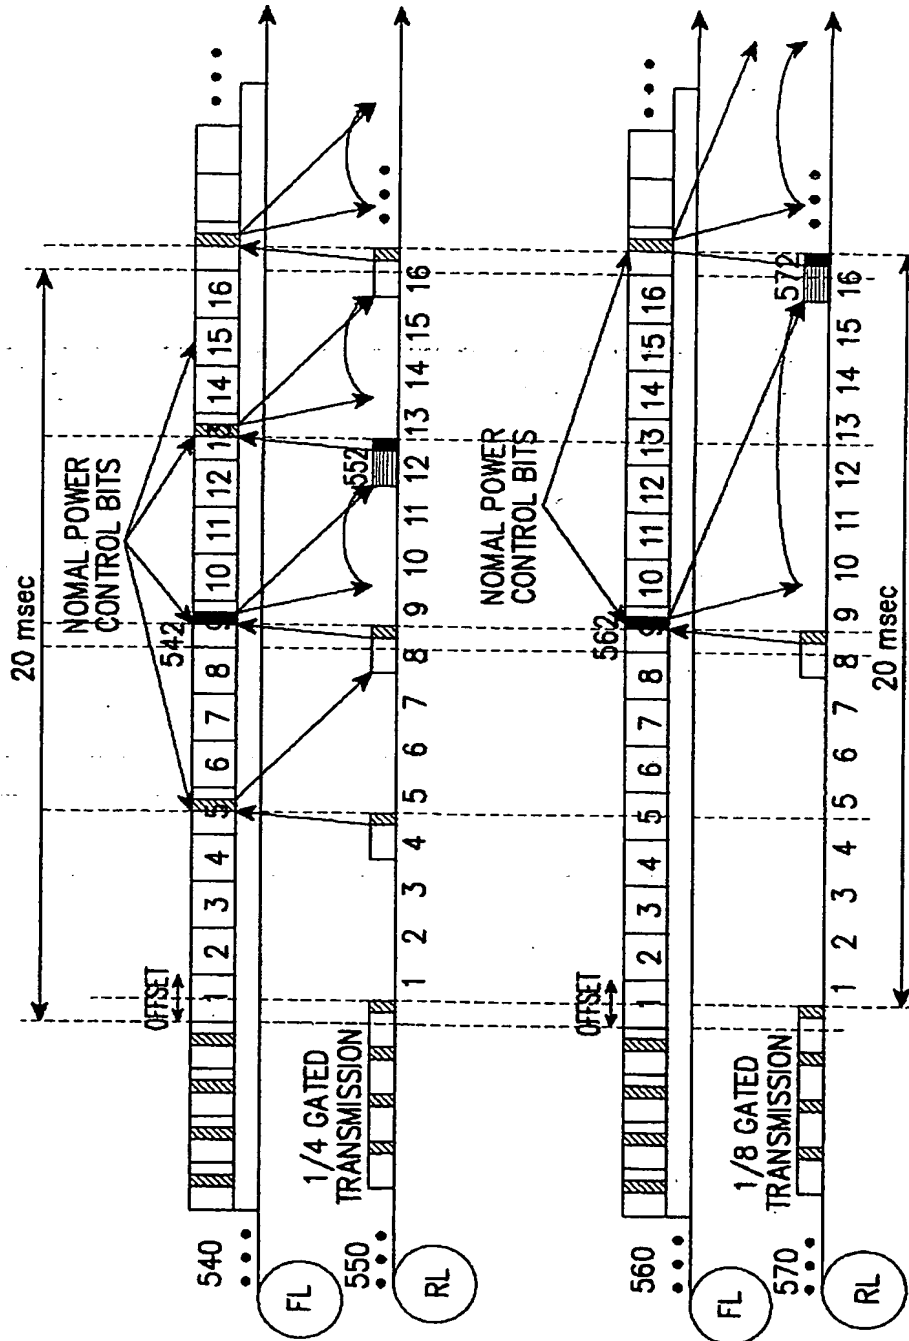 20 msec
NOMAL POWER
CONTROL BITS
OFFSET
542
540
1 2 3 4 5 6 7 8 9 10 11 12 13 14 15 16
FL
1/4 GATED
TRANSMISSION
552
550
RL
1 2 3 4 5 6 7 8 9 10 11 12 13 14 15 16
NOMAL POWER
CONTROL BITS
OFFSET
562
560
1 2 3 4 5 6 7 8 9 10 11 12 13 14 15 16
FL
1/8 GATED
TRANSMISSION
572
570
RL
1 2 3 4 5 6 7 8 9 10 11 12 13 14 15 16
20 msec